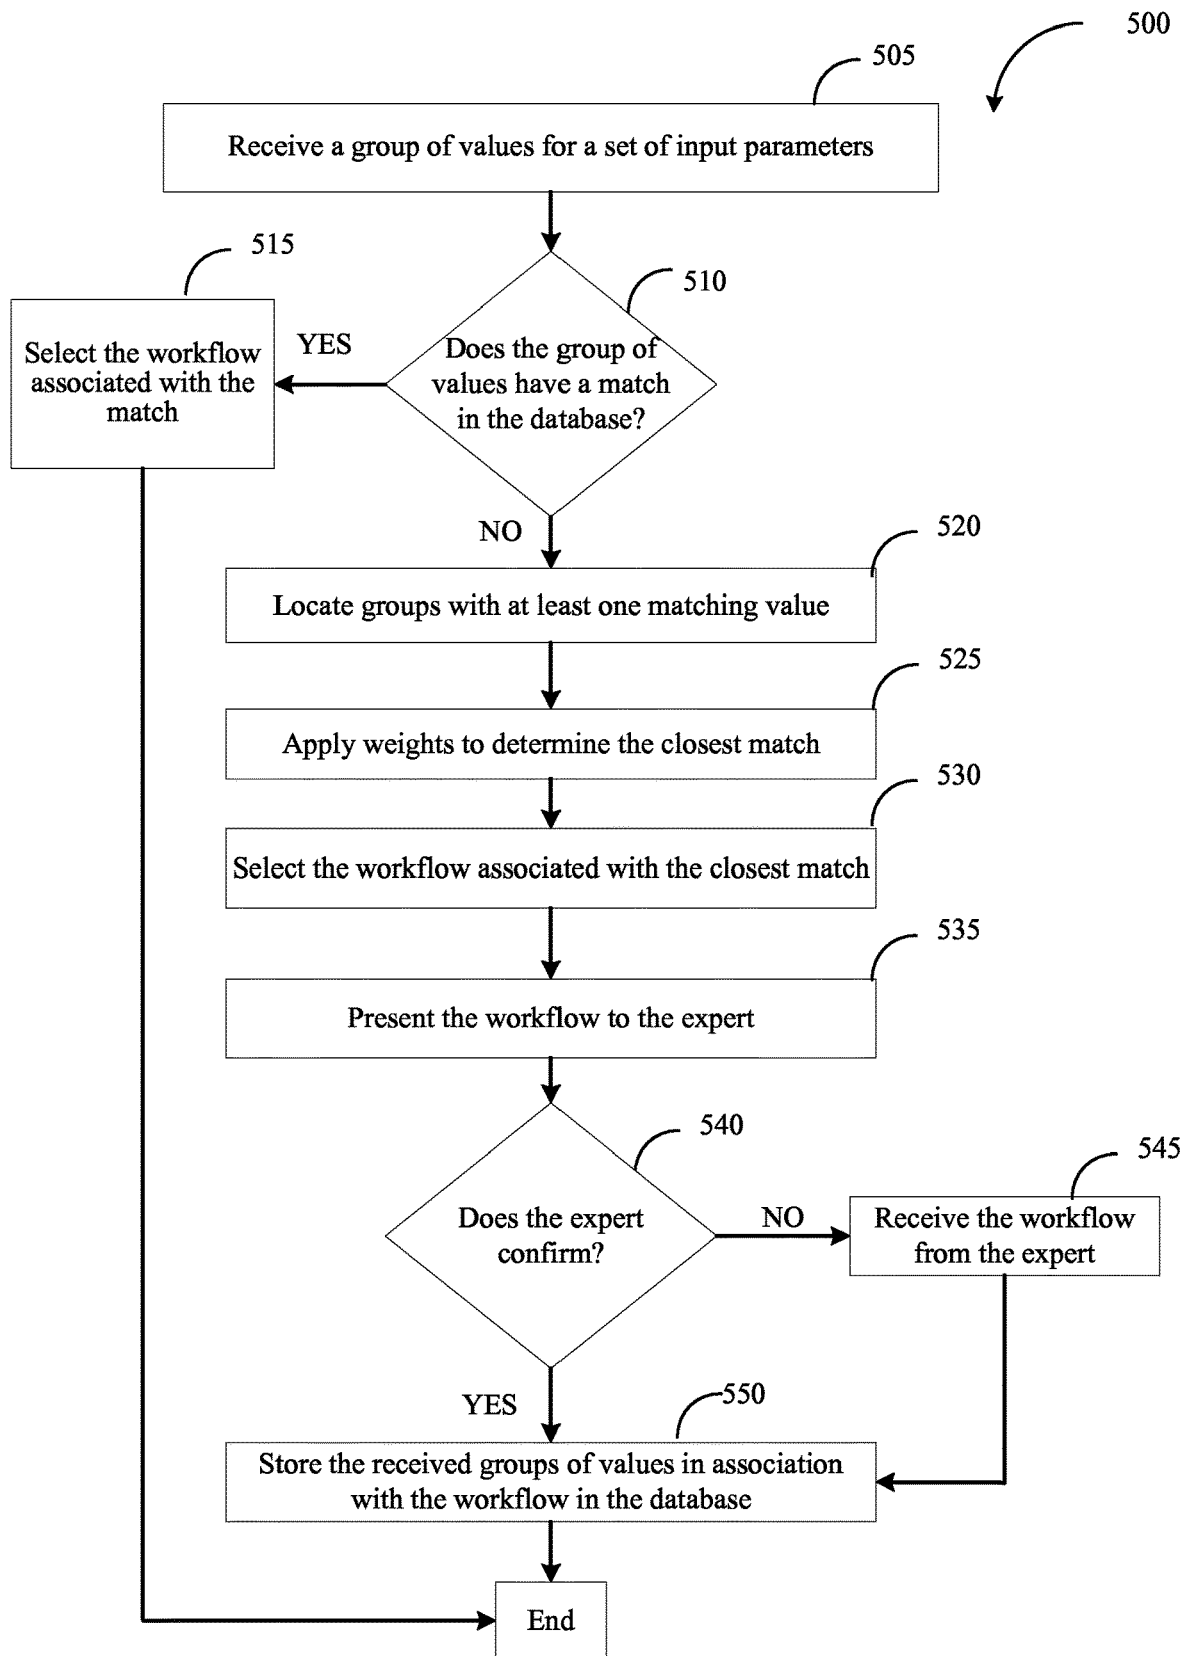 500
505
Receive a group of values for a set of input parameters
510
Does the group of
values have a match
in the database?
YES
515
Select the workflow
associated with the
match
NO
520
Locate groups with at least one matching value
525
Apply weights to determine the closest match
530
Select the workflow associated with the closest match
535
Present the workflow to the expert
540
Does the expert
confirm?
NO
545
Receive the workflow
from the expert
YES
550
Store the received groups of values in association
with the workflow in the database
End